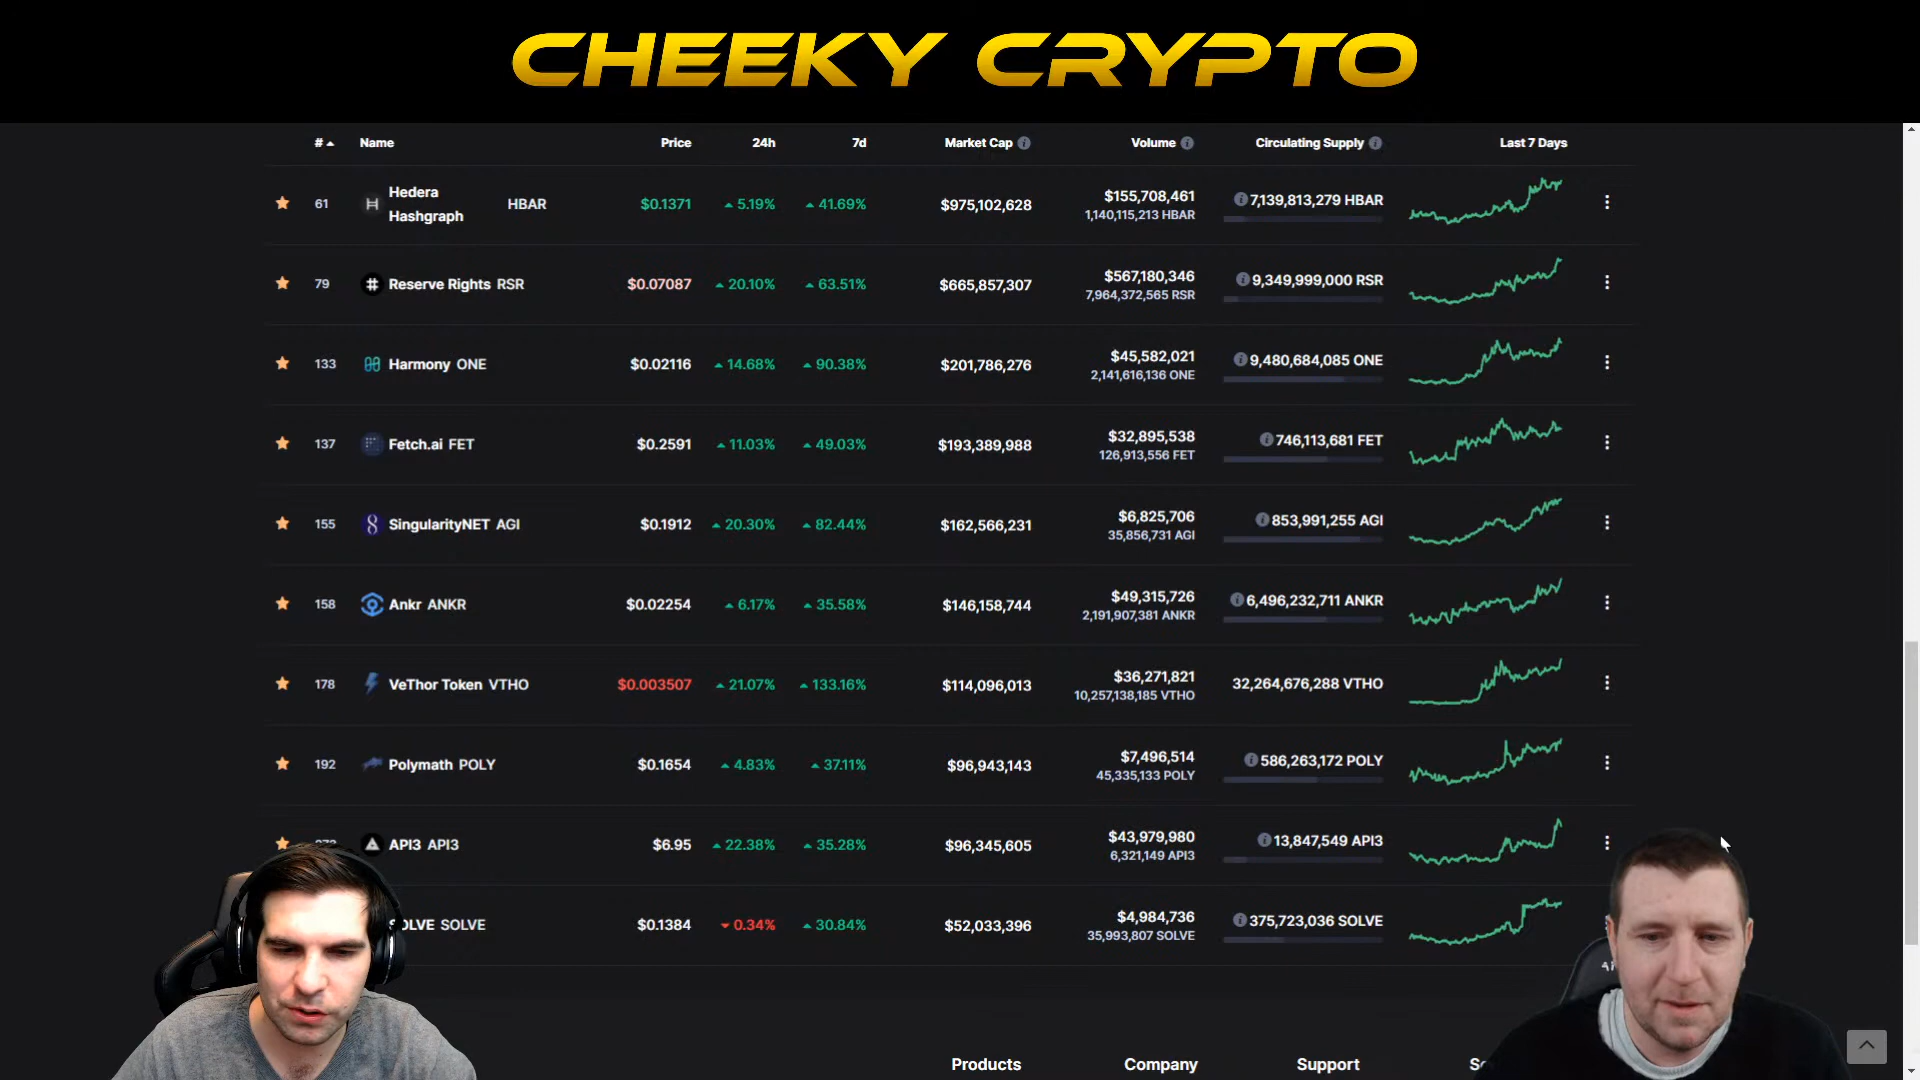 CHEEKY CRYPTO
# Name Price 24h 7d Market Cap Volume Circulating Supply Last 7 Days
61 Hedera Hashgraph HBAR $0.1371 5.19% 41.69% $975,102,628 $155,708,461 7,139,813,279 HBAR
1,140,115,213 HBAR
79 Reserve Rights RSR $0.07087 20.10% 63.51% $665,857,307 $567,180,346 9,349,999,000 RSR
7,964,372,565 RSR
133 Harmony ONE $0.02116 14.68% 90.38% $201,786,276 $45,582,021 9,480,684,085 ONE
2,141,616,136 ONE
137 Fetch.ai FET $0.2591 11.03% 49.03% $193,389,988 $32,895,538 746,113,681 FET
126,913,556 FET
155 SingularityNET AGI $0.1912 20.30% 82.44% $162,566,231 $6,825,706 853,991,255 AGI
35,856,731 AGI
158 Ankr ANKR $0.02254 6.17% 35.58% $146,158,744 $49,315,726 6,496,232,711 ANKR
2,191,907,381 ANKR
178 VeThor Token VTHO $0.003507 21.07% 133.16% $114,096,013 $36,271,821 32,264,676,288 VTHO
10,257,138,185 VTHO
192 Polymath POLY $0.1654 4.83% 37.11% $96,943,143 $7,496,514 586,263,172 POLY
45,335,133 POLY
API3 API3 $6.95 22.38% 35.28% $96,345,605 $43,979,980 13,847,549 API3
6,321,149 API3
SOLVE SOLVE $0.1384 0.34% 30.84% $52,033,396 $4,984,736 375,723,036 SOLVE
35,993,807 SOLVE
Products Company Support